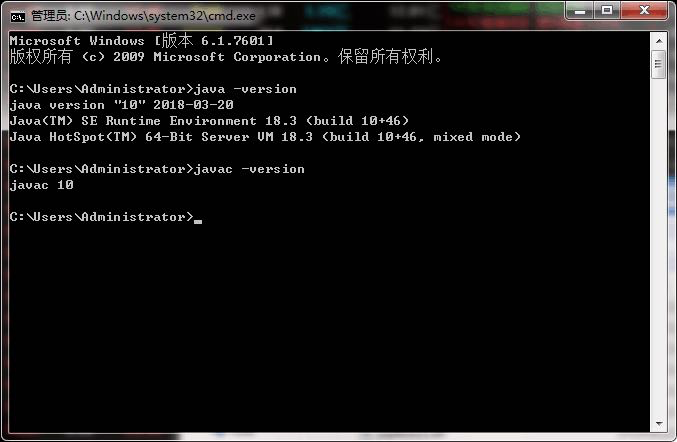 管理员: C:\Windows\system32\cmd.exe
Microsoft Windows [版本 6.1.7601]
版权所有 (c) 2009 Microsoft Corporation。保留所有权利。
C:\Users\Administrator>java -version
java version "10" 2018-03-20
Java(TM) SE Runtime Environment 18.3 (build 10+46)
Java HotSpot(TM) 64-Bit Server VM 18.3 (build 10+46, mixed mode)
C:\Users\Administrator>javac -version
javac 10
C:\Users\Administrator>